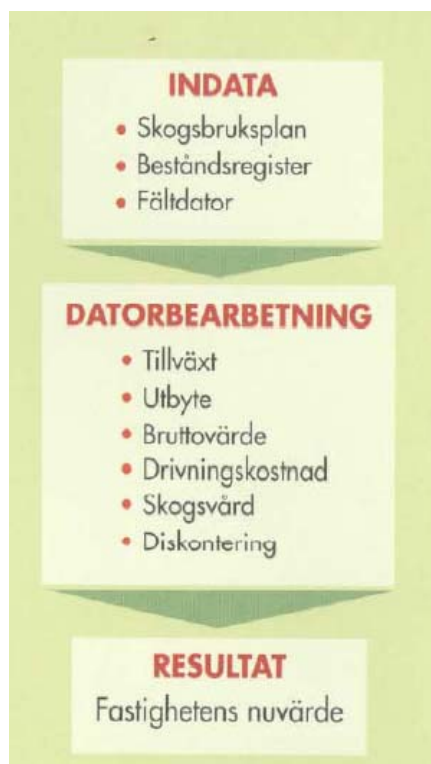 INDATA
• Skogsbruksplan
• Beståndsregister
• Fältdator
DATORBEARBETNING
• Tillväxt
• Utbyte
• Bruttovärde
• Drivningskostnad
• Skogsvård
• Diskontering
RESULTAT
Fastighetens nuvärde